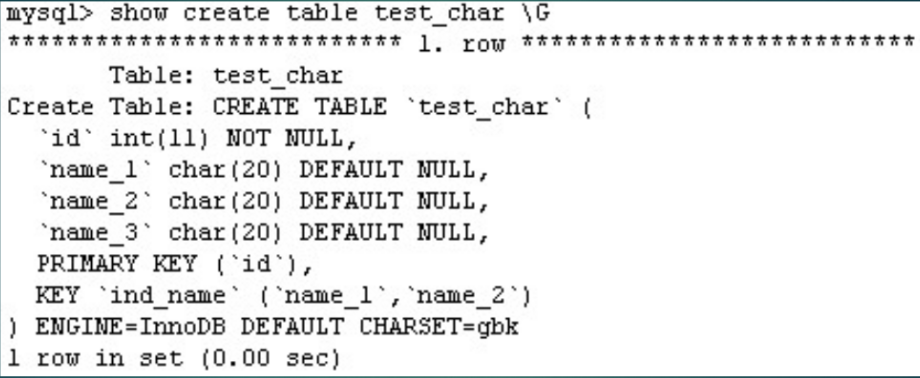 mysql> show create table test_char \G
*************************** 1. row ***************************
Table: test_char
Create Table: CREATE TABLE `test_char` (
`id` int(11) NOT NULL,
`name_1` char(20) DEFAULT NULL,
`name_2` char(20) DEFAULT NULL,
`name_3` char(20) DEFAULT NULL,
PRIMARY KEY (`id`),
KEY `ind_name` (`name_1`,`name_2`)
) ENGINE=InnoDB DEFAULT CHARSET=gbk
1 row in set (0.00 sec)